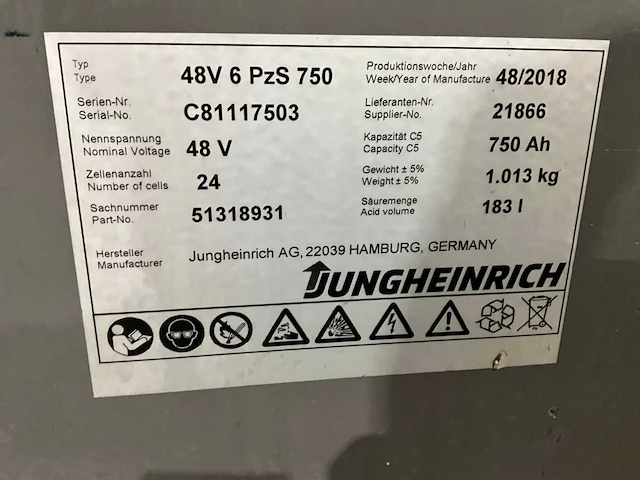 Typ
Type 48V 6 PzS 750
Produktionswoche/Jahr
Week/Year of Manufacture 48/2018
Serien-Nr.
Serial-No. C81117503
Lieferanten-Nr.
Supplier-No. 21866
Nennspannung
Nominal Voltage 48 V
Kapazität C5
Capacity C5 750 Ah
Zellenanzahl
Number of cells 24
Gewicht ± 5%
Weight ± 5% 1.013 kg
Sachnummer
Part-No. 51318931
Säuremenge
Acid volume 183 l
Hersteller
Manufacturer Jungheinrich AG, 22039 HAMBURG, GERMANY
JUNGHEINRICH